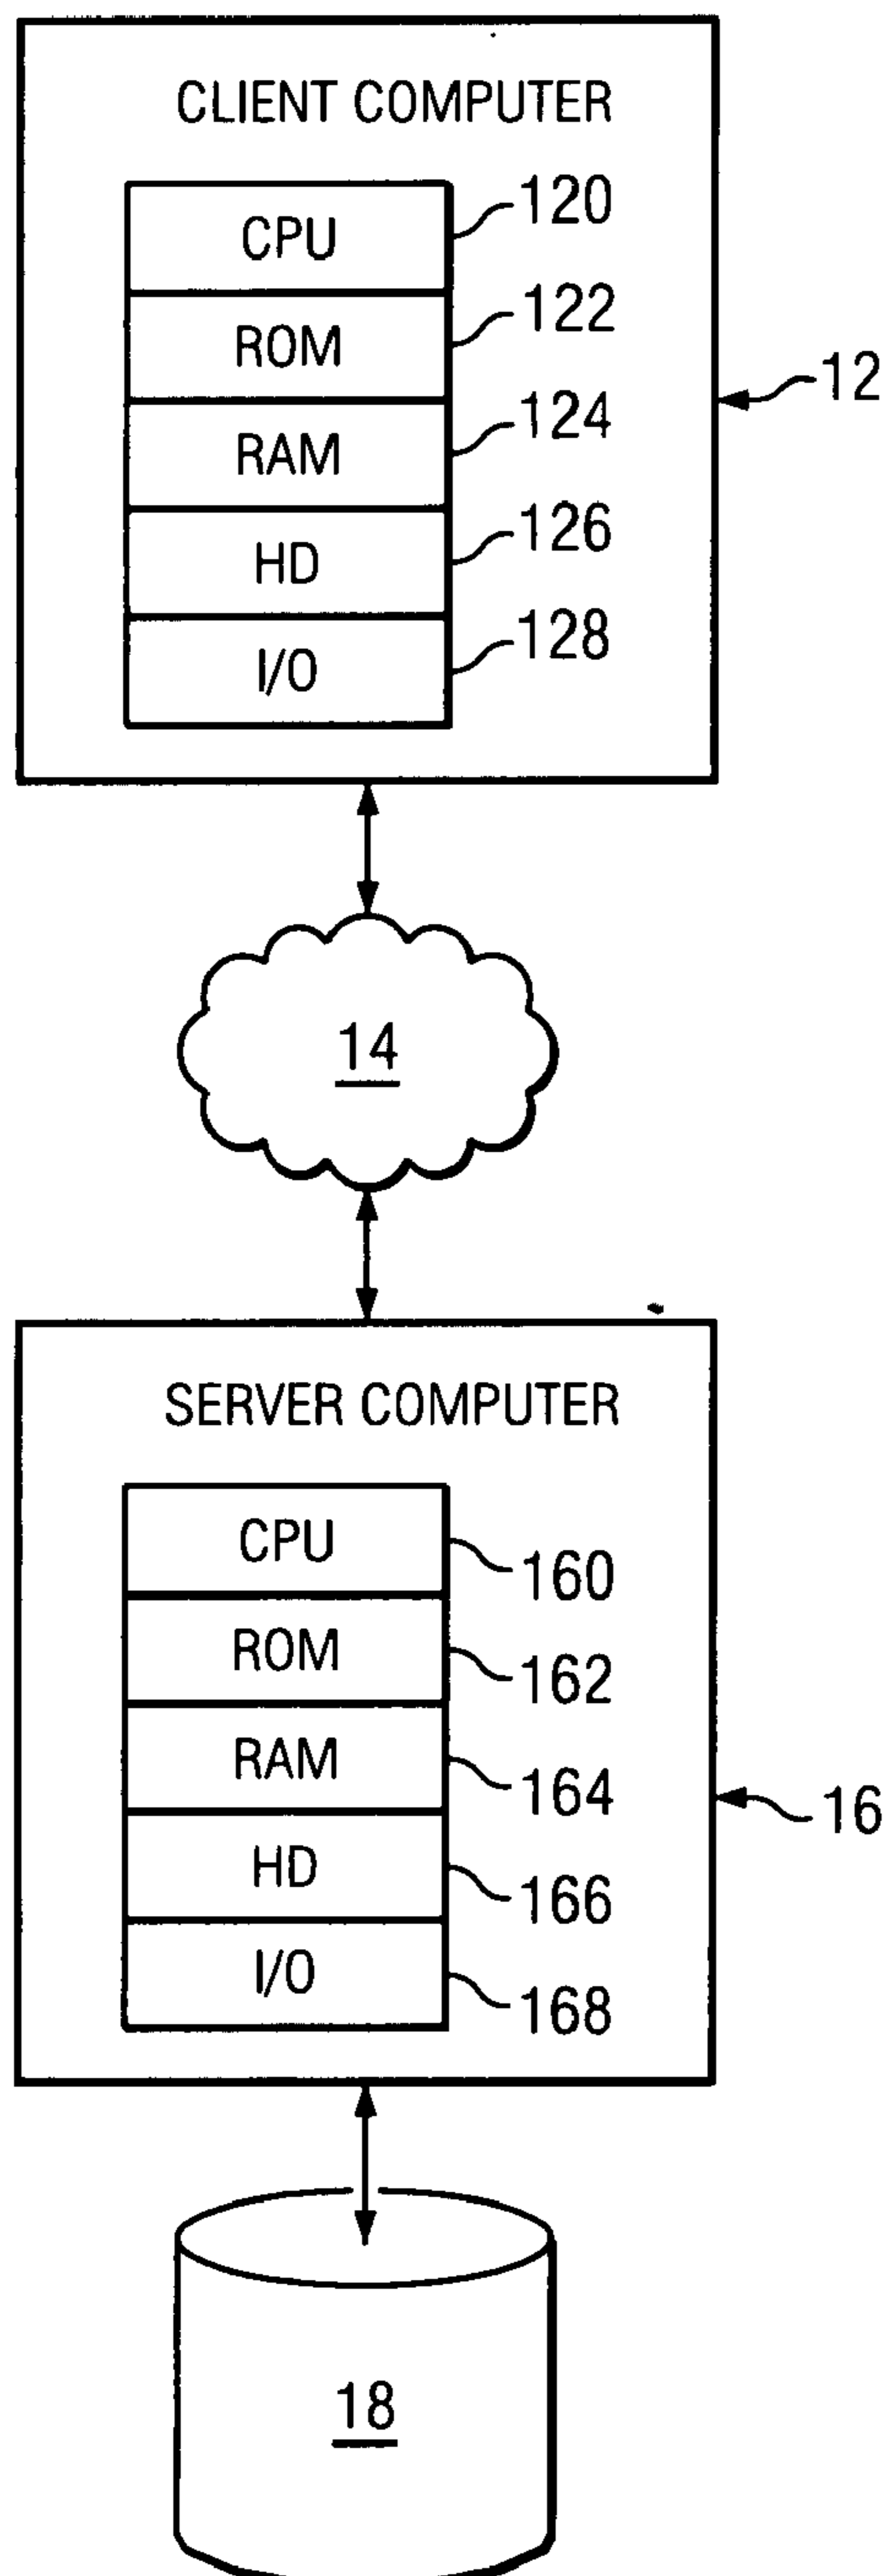 CLIENT COMPUTER
CPU 120
ROM 122
RAM 124
HD 126
I/O 128
12
14
SERVER COMPUTER
CPU 160
ROM 162
RAM 164
HD 166
I/O 168
16
18